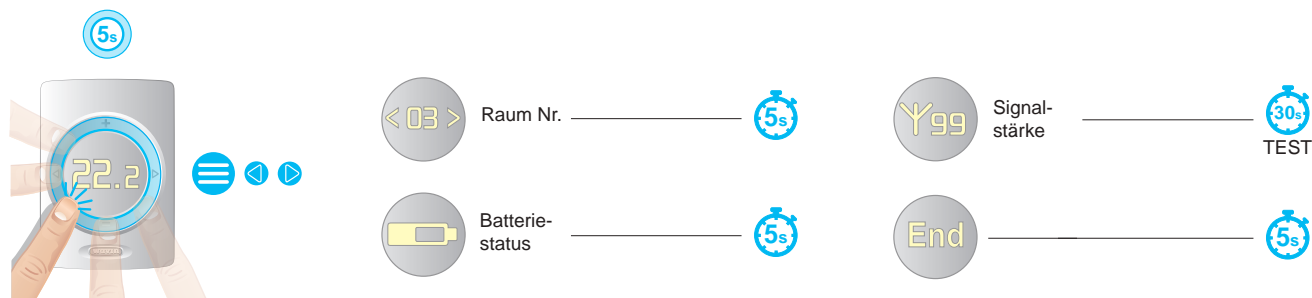 5s
22.2
< 03 >
Raum Nr.
5s
Batterie-
status
5s
99
Signal-
stärke
30s
TEST
End
5s